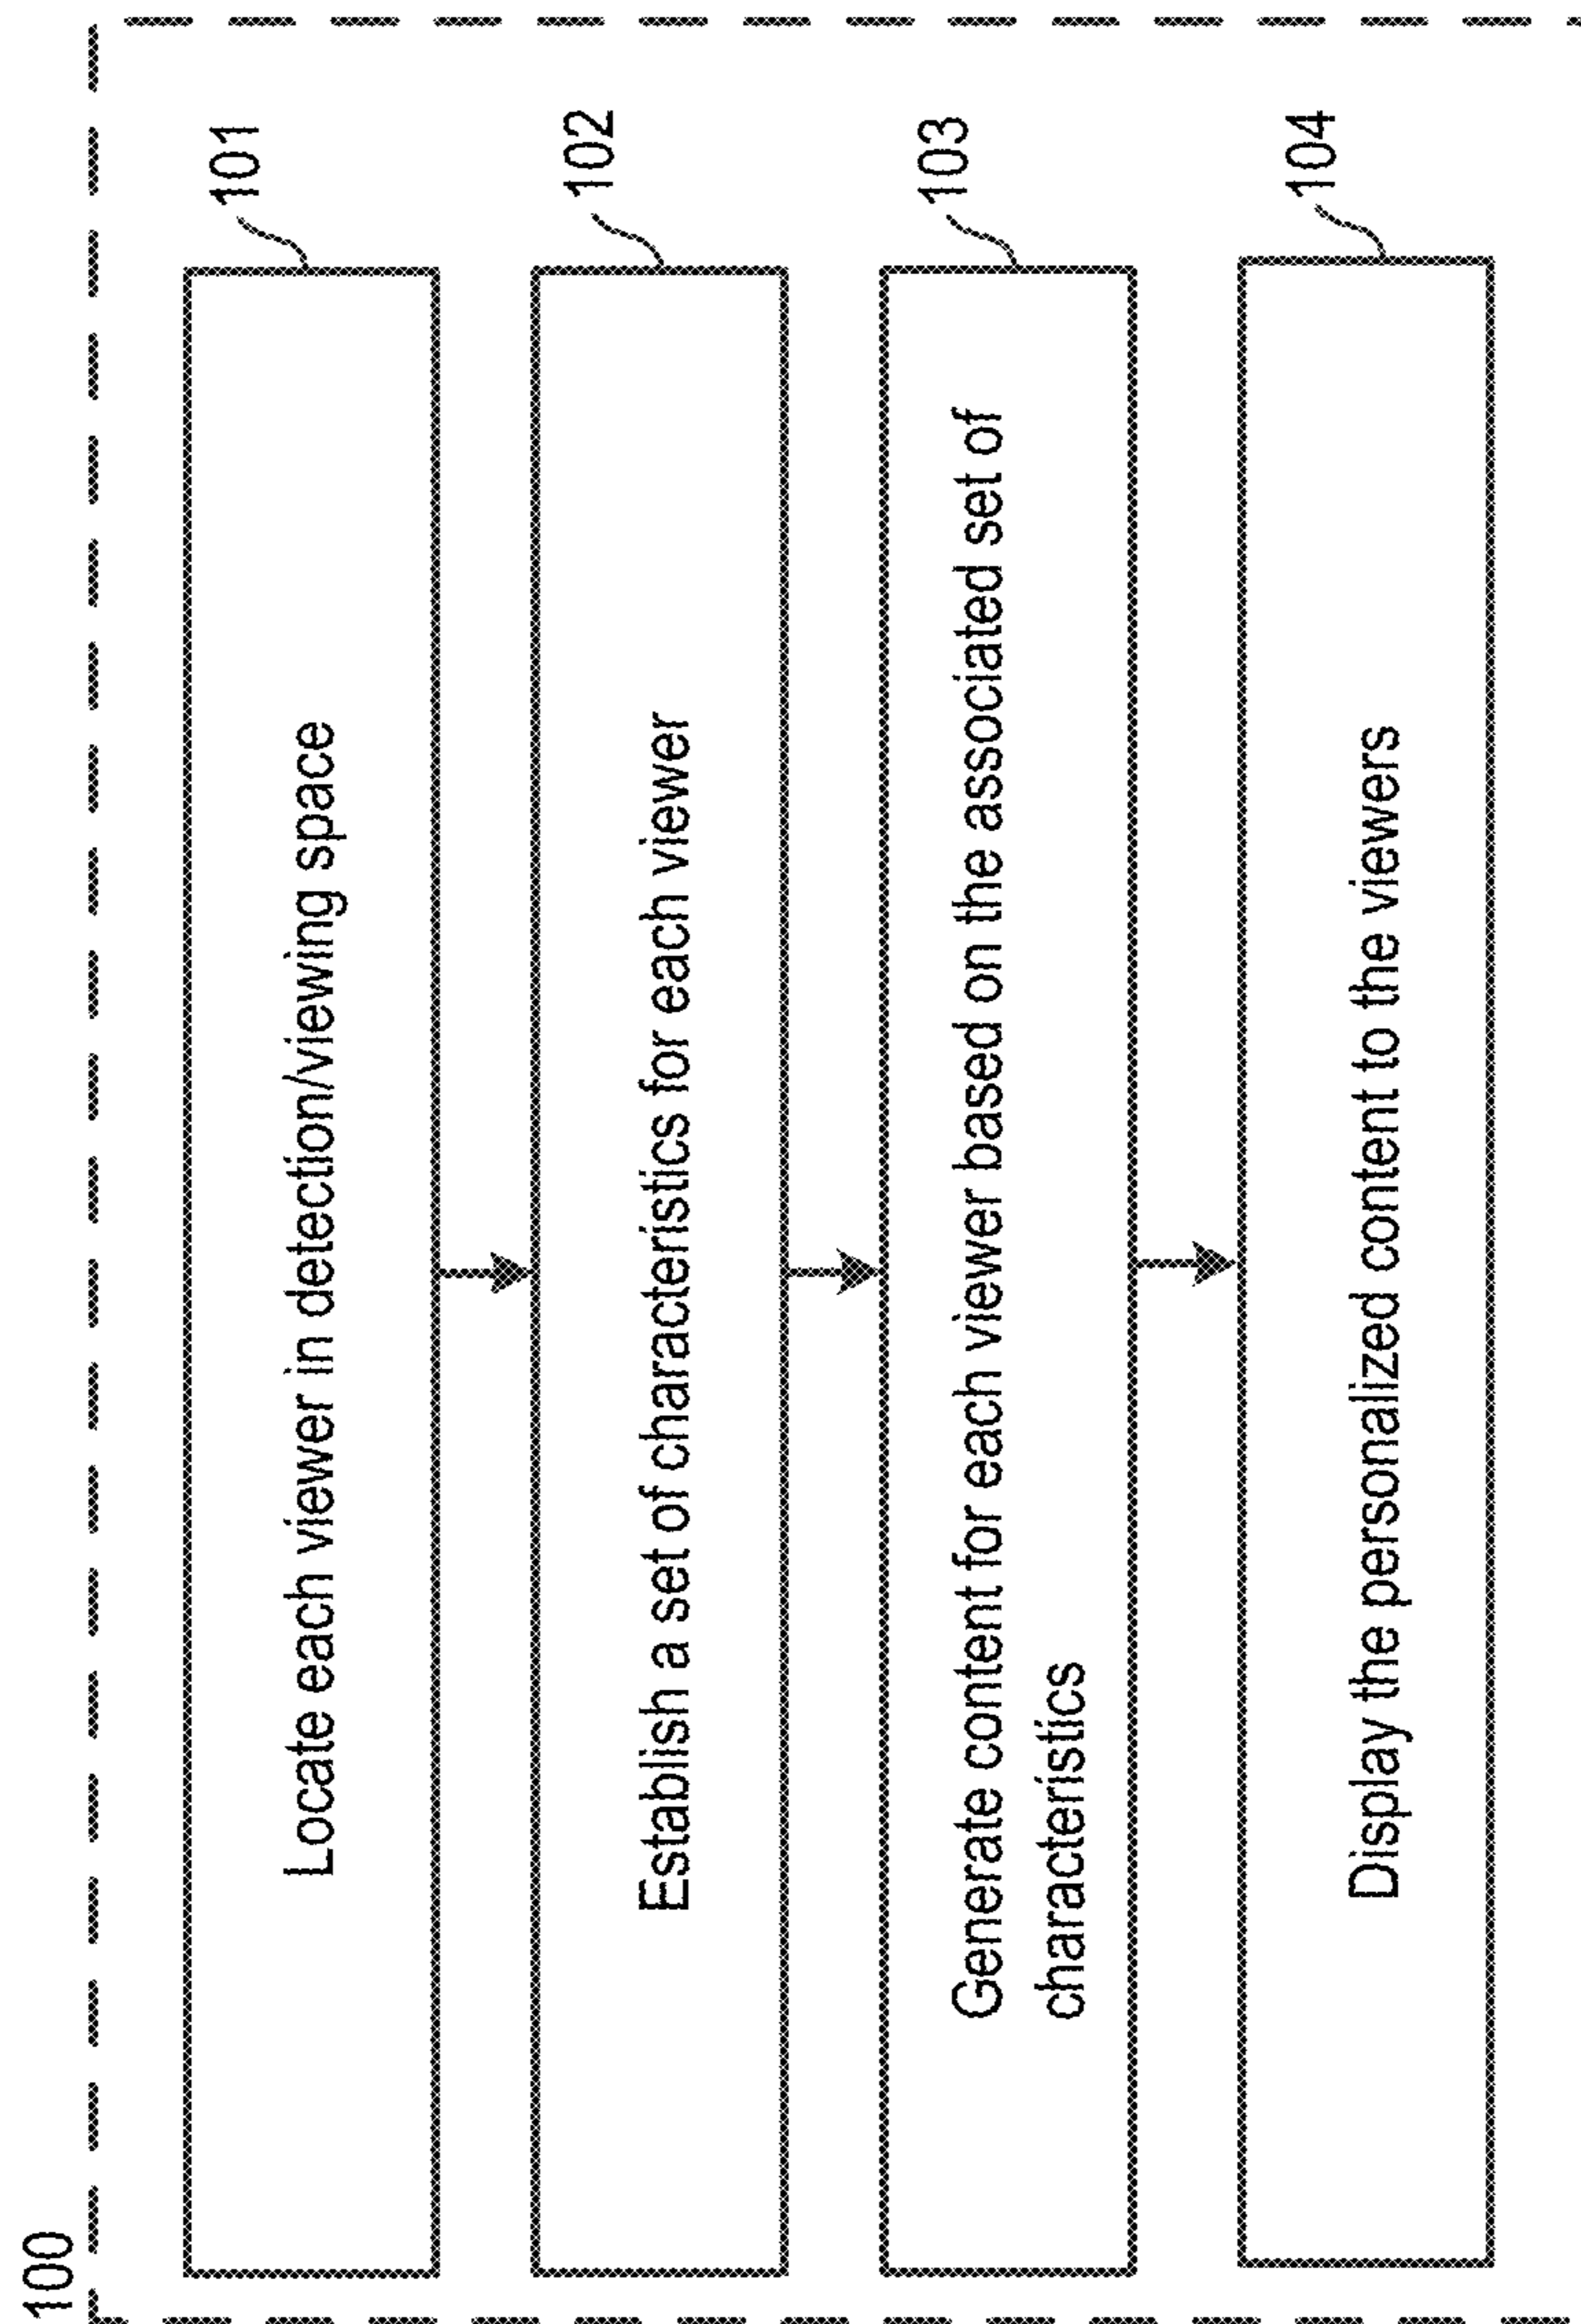 100
101
Locate each viewer in detection/viewing space
102
Establish a set of characteristics for each viewer
103
Generate content for each viewer based on the associated set of
characteristics
104
Display the personalized content to the viewers